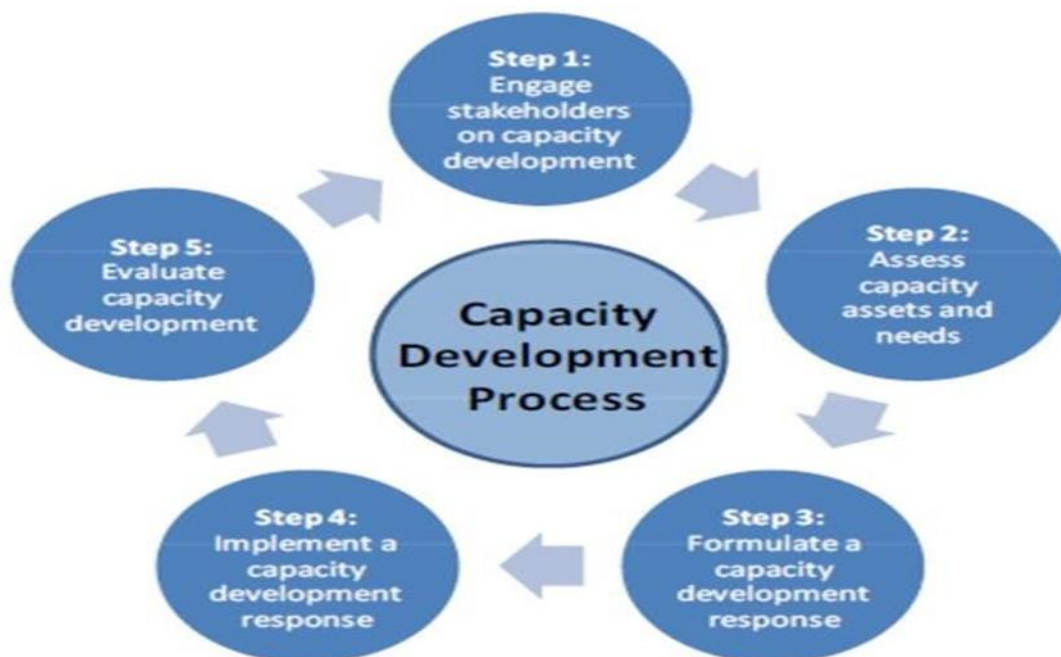 Step 1:
Engage
stakeholders
on capacity
development
Step 2:
Assess
capacity
assets and
needs
Step 3:
Formulate a
capacity
development
response
Step 4:
Implement a
capacity
development
response
Step 5:
Evaluate
capacity
development
Capacity
Development
Process